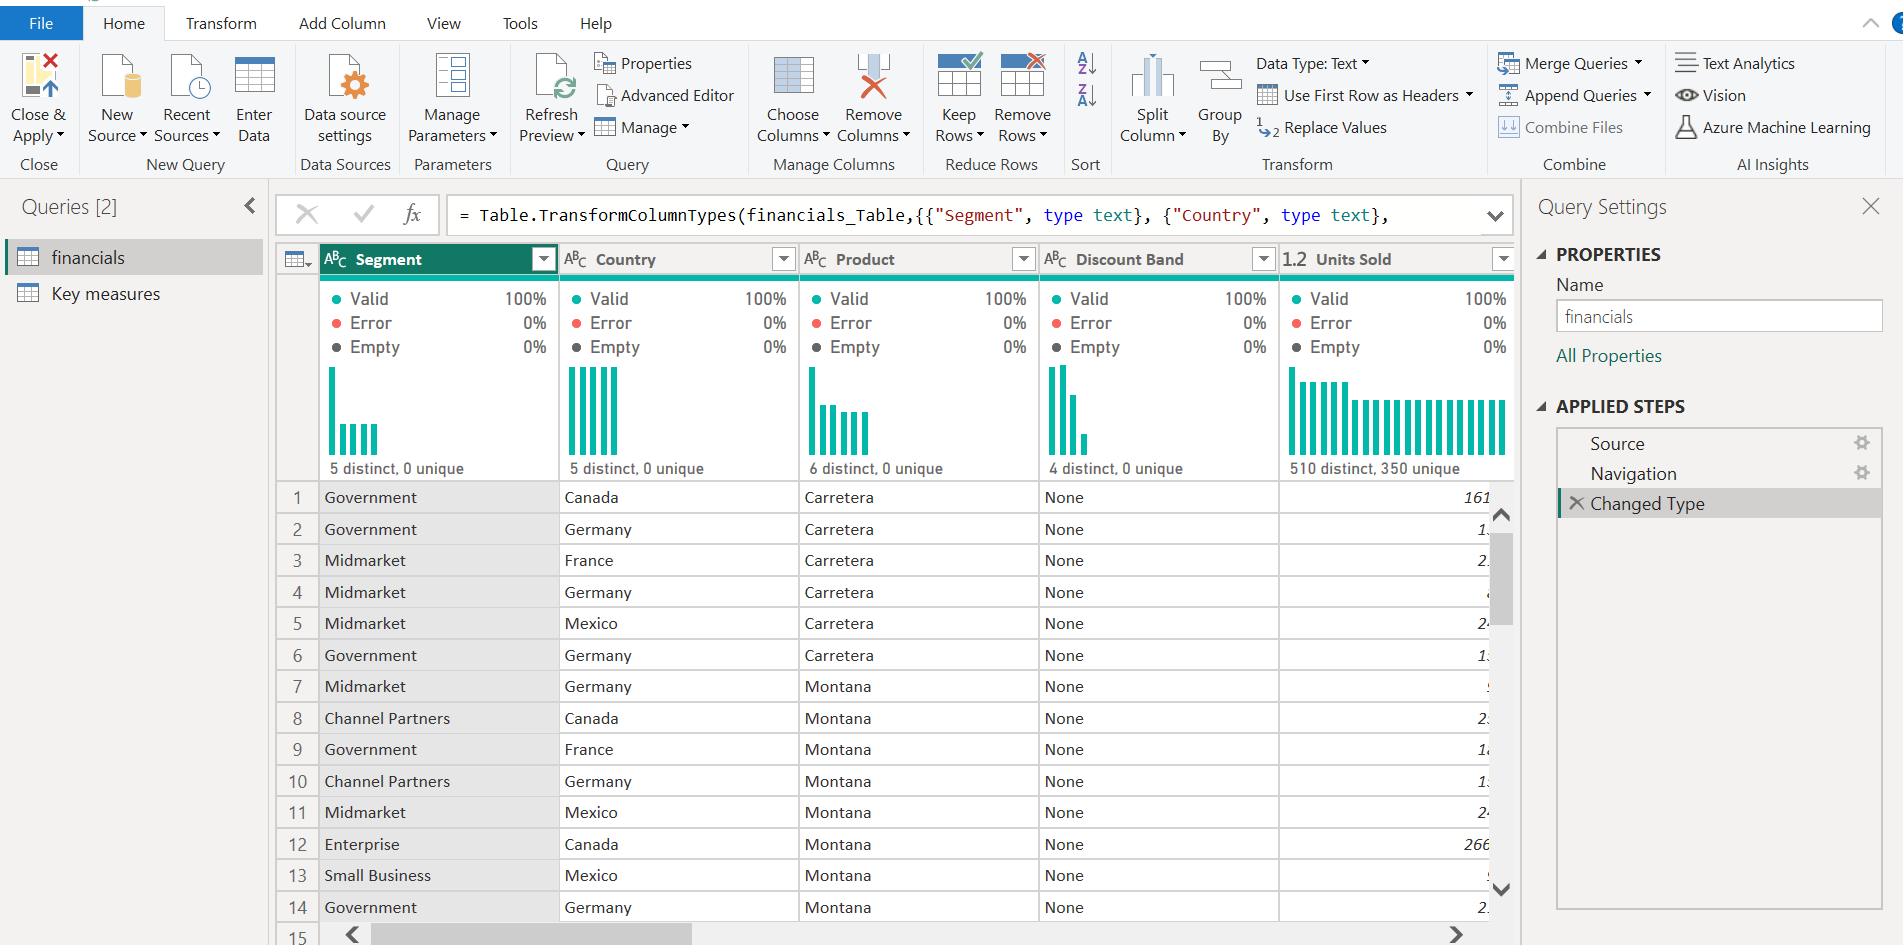 File Home Transform Add Column View Tools Help
Close & Apply
New Source
Recent Sources
Enter Data
Data source settings
Manage Parameters
Refresh Preview
Properties
Advanced Editor
Manage
Choose Columns
Remove Columns
Keep Rows
Remove Rows
Split Column
Group By
Data Type: Text
Use First Row as Headers
Replace Values
Merge Queries
Append Queries
Combine Files
Text Analytics
Vision
Azure Machine Learning
Close New Query Data Sources Parameters Query Manage Columns Reduce Rows Sort Transform Combine AI Insights
Queries [2]
financials
Key measures
fx = Table.TransformColumnTypes(financials_Table,{{"Segment", type text}, {"Country", type text},
ABC Segment ABC Country ABC Product ABC Discount Band 1.2 Units Sold
Valid 100% Valid 100% Valid 100% Valid 100% Valid 100%
Error 0% Error 0% Error 0% Error 0% Error 0%
Empty 0% Empty 0% Empty 0% Empty 0% Empty 0%
5 distinct, 0 unique 5 distinct, 0 unique 6 distinct, 0 unique 4 distinct, 0 unique 510 distinct, 350 unique
1 Government Canada Carretera None 161
2 Government Germany Carretera None
3 Midmarket France Carretera None
4 Midmarket Germany Carretera None
5 Midmarket Mexico Carretera None
6 Government Germany Carretera None
7 Midmarket Germany Montana None
8 Channel Partners Canada Montana None
9 Government France Montana None
10 Channel Partners Germany Montana None
11 Midmarket Mexico Montana None
12 Enterprise Canada Montana None 266
13 Small Business Mexico Montana None
14 Government Germany Montana None
15
Query Settings
PROPERTIES
Name
financials
All Properties
APPLIED STEPS
Source
Navigation
Changed Type